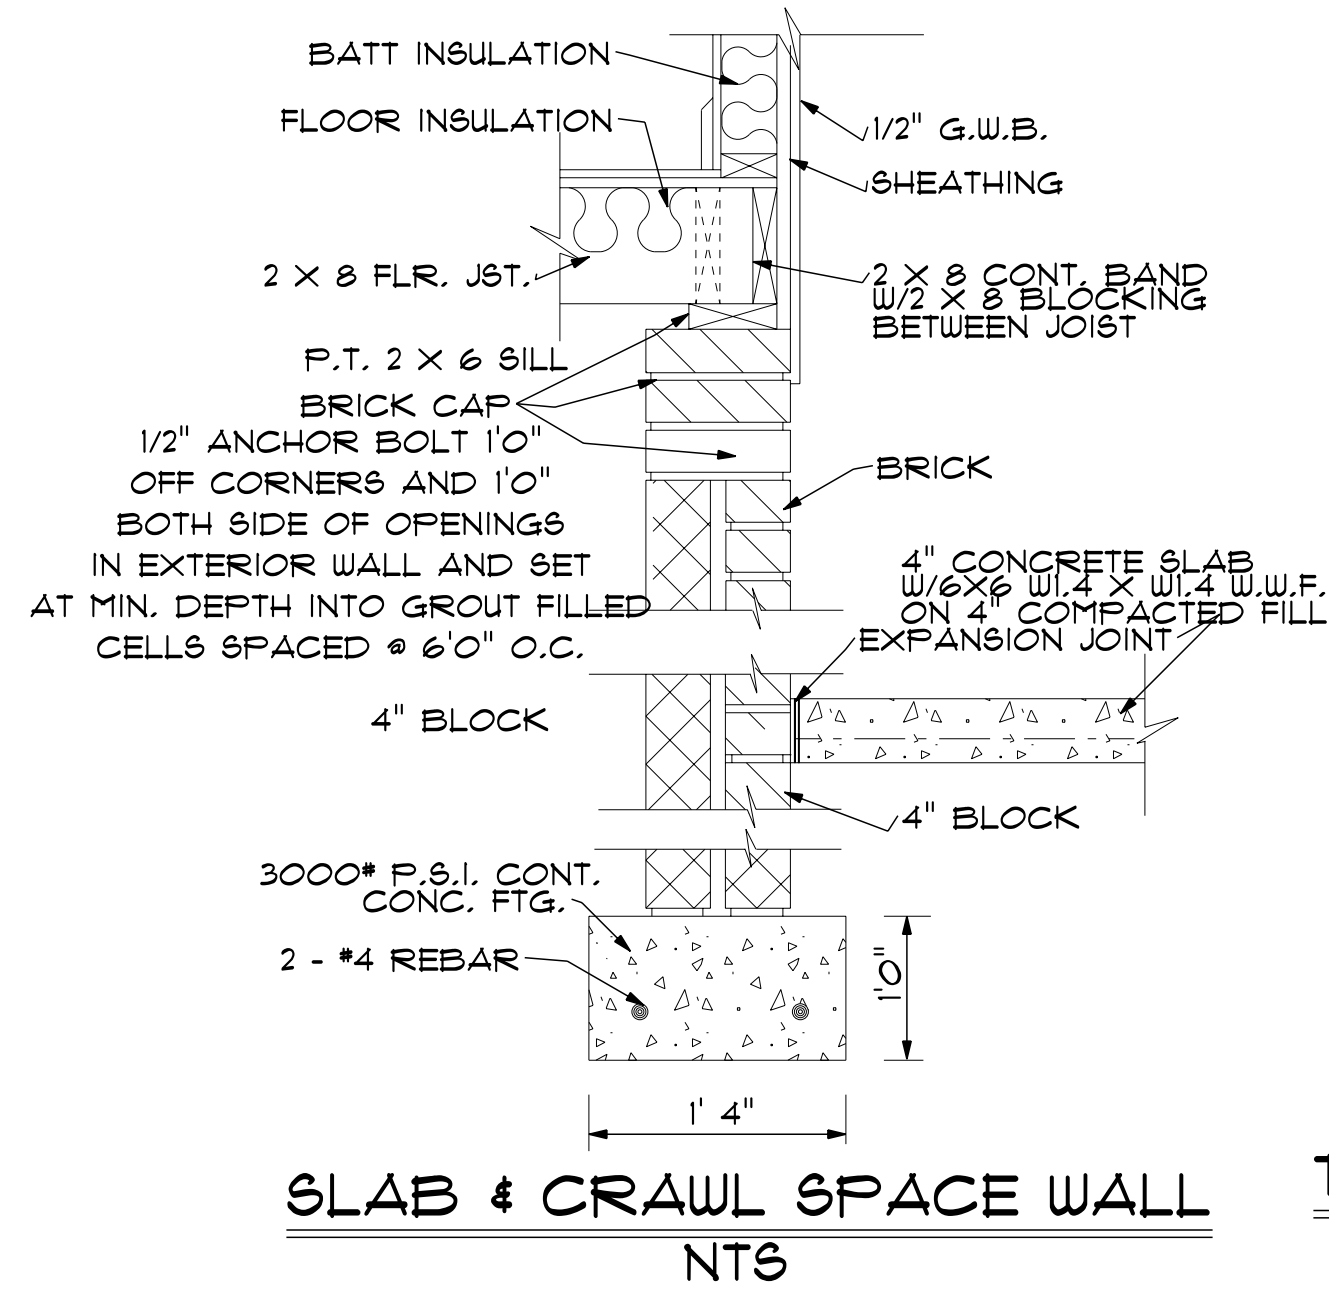 BATT INSULATION
FLOOR INSULATION
1/2" G.W.B.
SHEATHING
2 X 8 FLR. JST.
2 X 8 CONT. BAND
W/2 X 8 BLOCKING
BETWEEN JOIST
P.T. 2 X 6 SILL
BRICK CAP
1/2" ANCHOR BOLT 1'0"
OFF CORNERS AND 1'0"
BOTH SIDE OF OPENINGS
IN EXTERIOR WALL AND SET
AT MIN. DEPTH INTO GROUT FILLED
CELLS SPACED @ 6'0" O.C.
BRICK
4" CONCRETE SLAB
W/6X6 W1.4 X W1.4 W.W.F.
ON 4" COMPACTED FILL
EXPANSION JOINT
4" BLOCK
4" BLOCK
3000# P.S.I. CONT.
CONC. FTG.
2 - #4 REBAR
1'0"
1' 4"
SLAB & CRAWL SPACE WALL
NTS